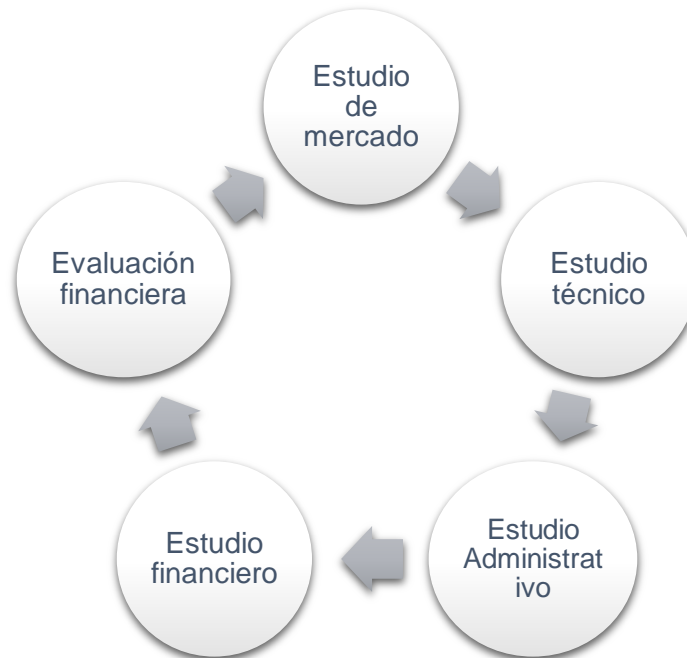 Estudio
de
mercado
Estudio
técnico
Estudio
Administrat
ivo
Estudio
financiero
Evaluación
financiera